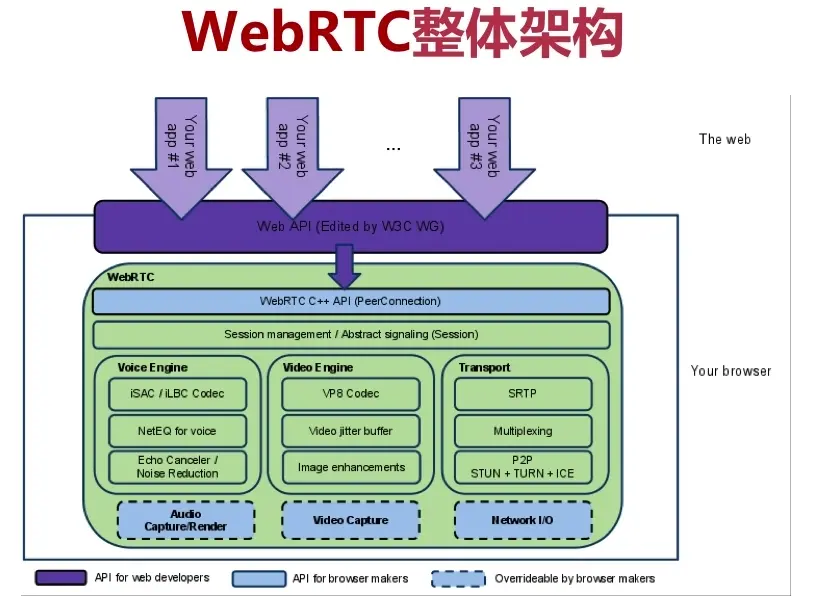 WebRTC整体架构
Your web
app #1
Your web
app #2
...
Your web
app #3
The web
Web API (Edited by W3C WG)
WebRTC
WebRTC C++ API (PeerConnection)
Session management / Abstract signaling (Session)
Your browser
Voice Engine
iSAC / iLBC Codec
NetEQ for voice
Echo Canceler /
Noise Reduction
Video Engine
VP8 Codec
Video jitter buffer
Image enhancements
Transport
SRTP
Multiplexing
P2P
STUN + TURN + ICE
Audio
Capture/Render
Video Capture
Network I/O
API for web developers
API for browser makers
Overrideable by browser makers